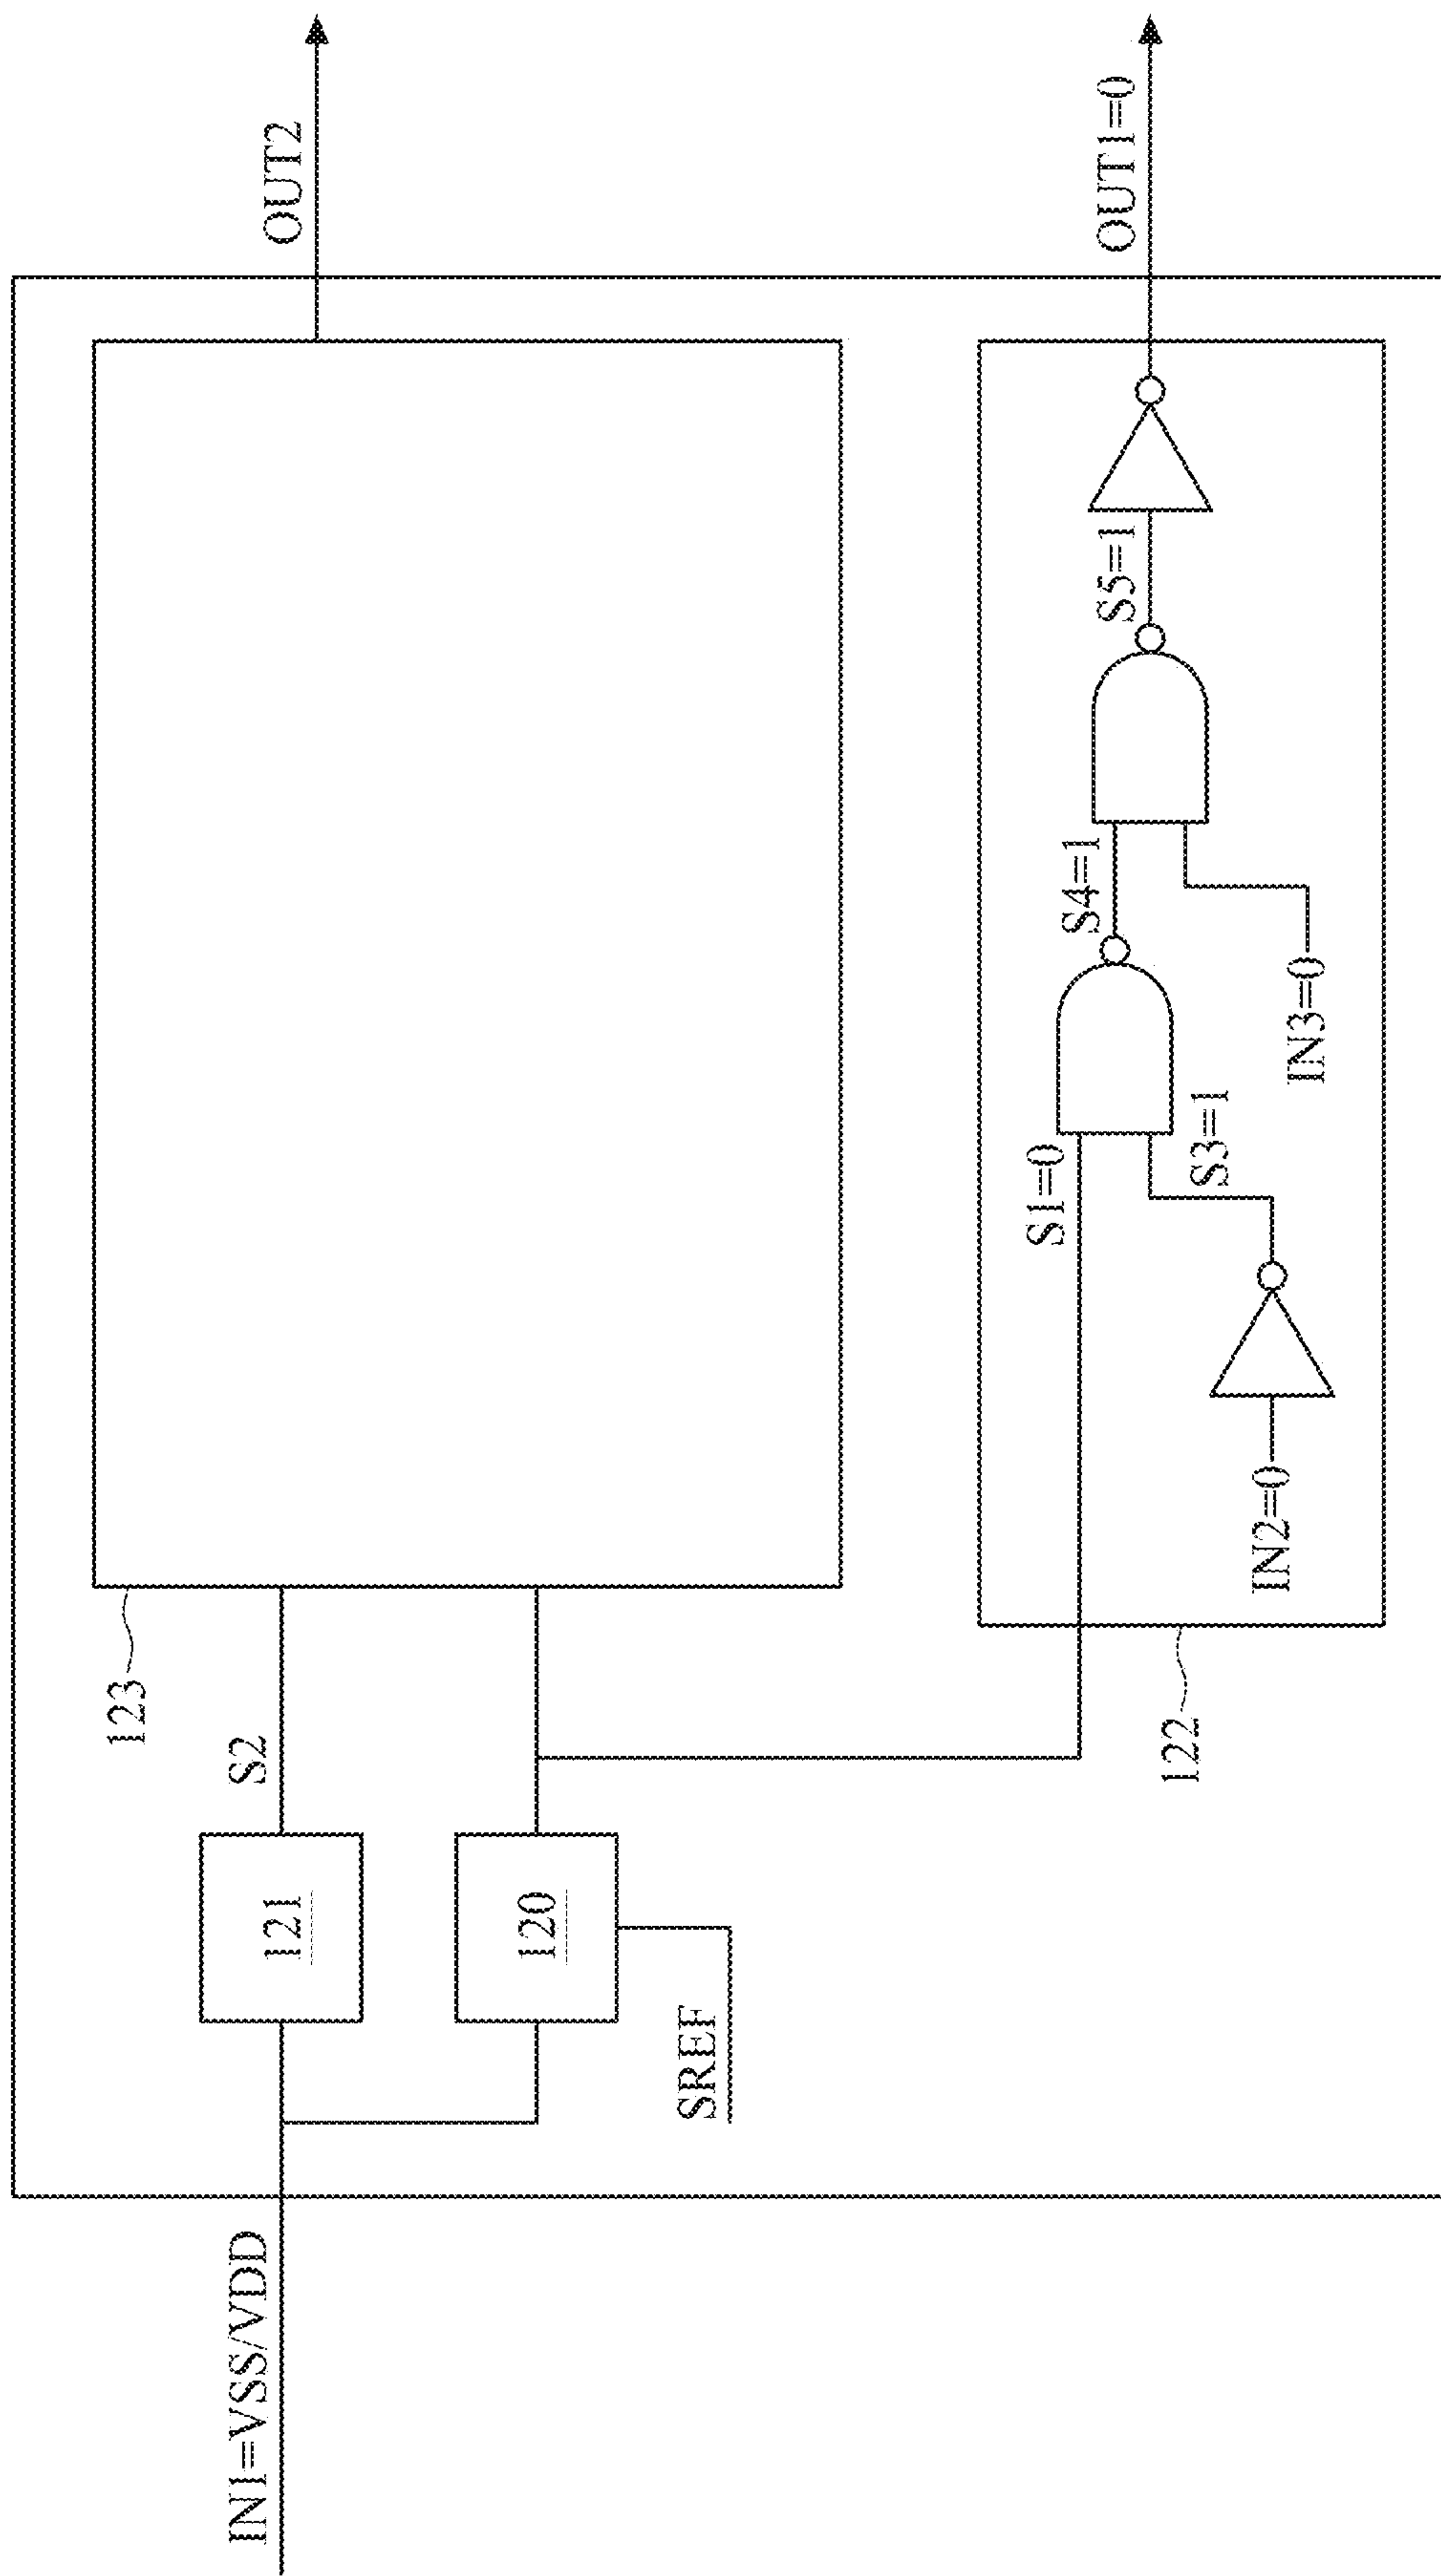 IN1=VSS/VDD
121
S2
123
OUT2
SREF
120
122
S1=0
IN2=0
S3=1
S4=1
IN3=0
S5=1
OUT1=0